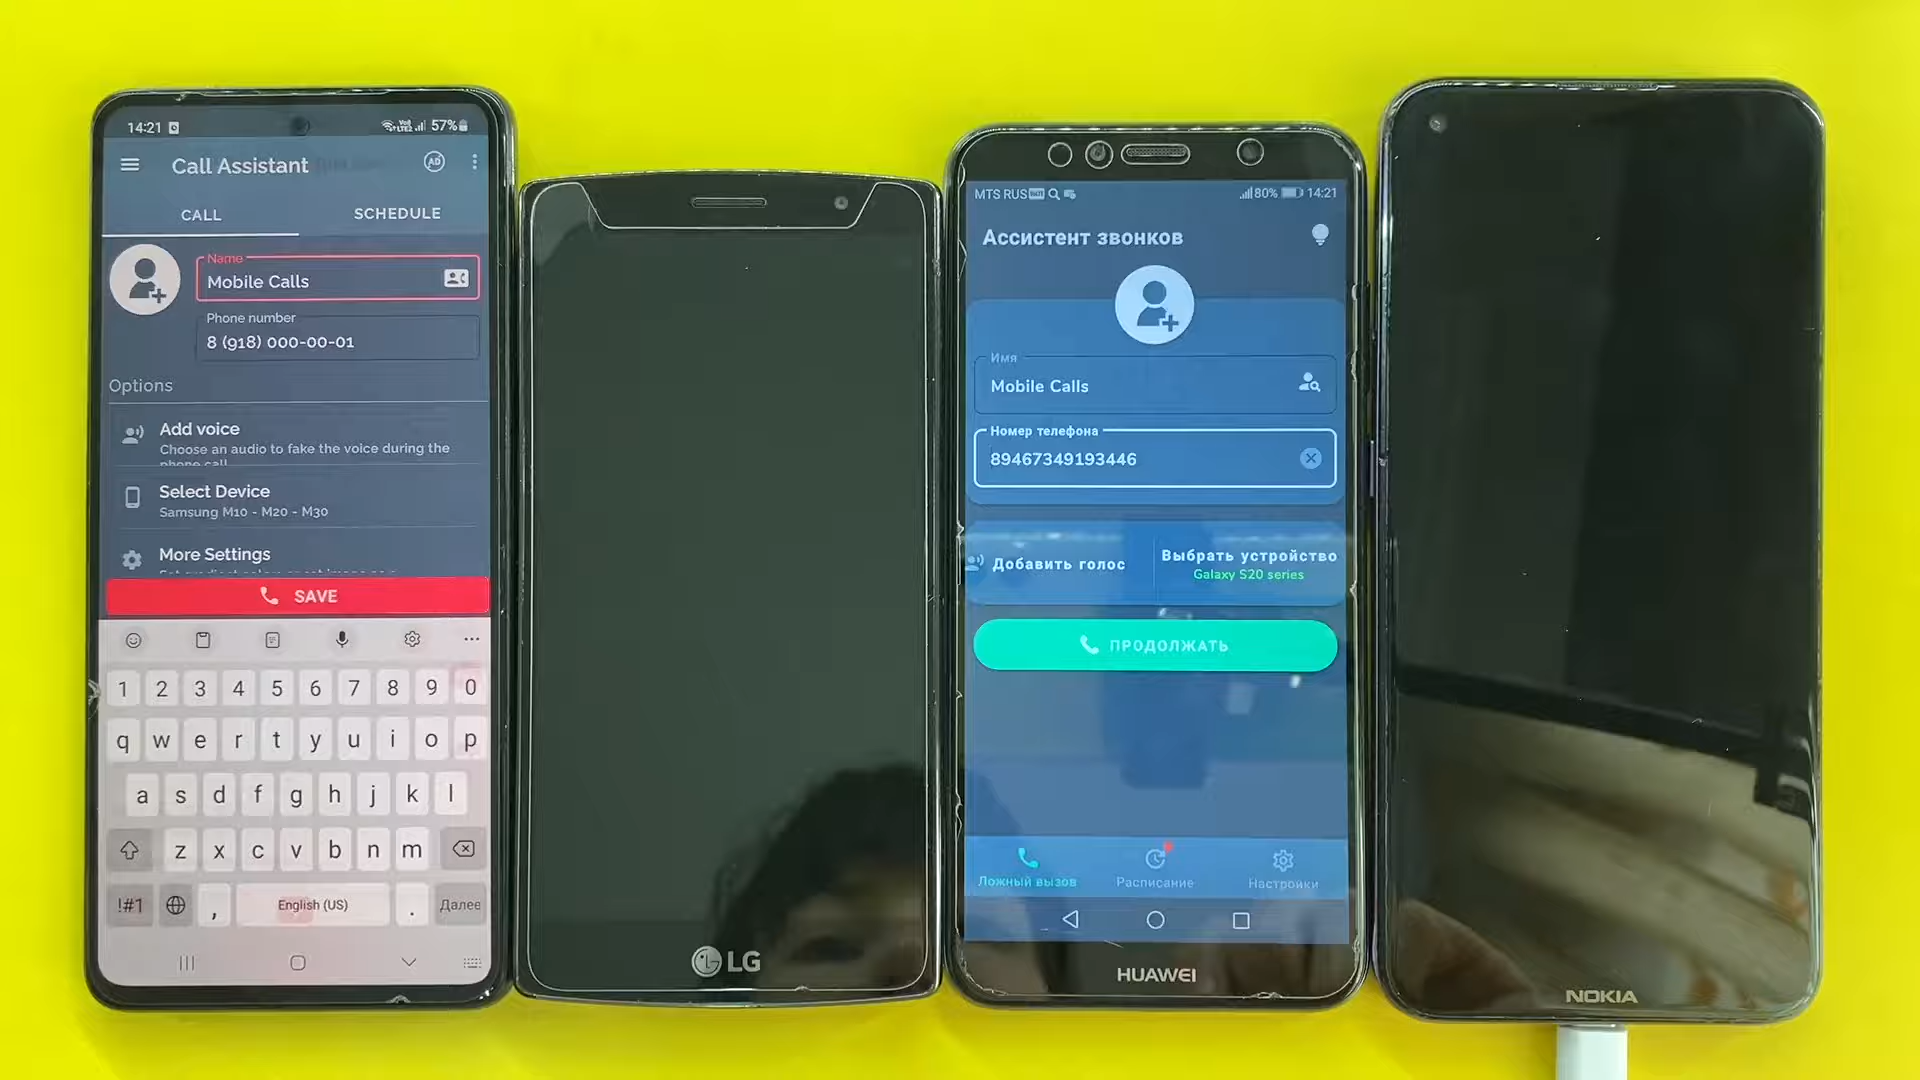 14:21
57%
Call Assistant
AD
CALL
SCHEDULE
Name
Mobile Calls
Phone number
8 (918) 000-00-01
Options
Add voice
Choose an audio to fake the voice during the
phone call
Select Device
Samsung M10 - M20 - M30
More Settings
SAVE
1 2 3 4 5 6 7 8 9 0
q w e r t y u i o p
a s d f g h j k l
z x c v b n m
!#1
,
English (US)
.
Далее
LG
MTS RUS
80%
14:21
Ассистент звонков
Имя
Mobile Calls
Номер телефона
89467349193446
Добавить голос
Выбрать устройство
Galaxy S20 series
ПРОДОЛЖАТЬ
Ложный вызов
Расписание
Настройки
HUAWEI
NOKIA